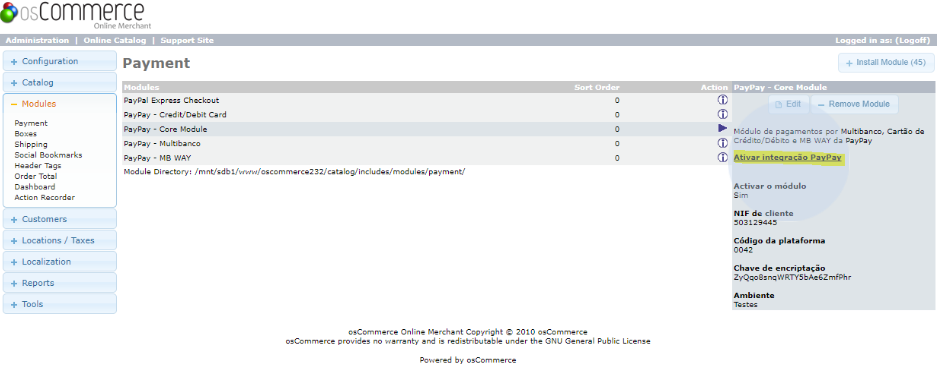 osCommerce
Online Merchant
Administration | Online Catalog | Support Site
Logged in as: (Logoff)
+ Configuration
+ Catalog
− Modules
Payment
Boxes
Shipping
Social Bookmarks
Header Tags
Order Total
Dashboard
Action Recorder
+ Customers
+ Locations / Taxes
+ Localization
+ Reports
+ Tools
Payment
+ Install Module (45)
Modules Sort Order Action
PayPal Express Checkout 0
PayPay - Credit/Debit Card 0
PayPay - Core Module 0
PayPay - Multibanco 0
PayPay - MB WAY 0
Module Directory: /mnt/sdb1/www/oscommerce232/catalog/includes/modules/payment/
PayPay - Core Module
Edit − Remove Module
Módulo de pagamentos por Multibanco, Cartão de
Crédito/Débito e MB WAY da PayPay
Ativar integração PayPay
Activar o módulo
Sim
NIF de cliente
503129445
Código da plataforma
0042
Chave de encriptação
ZyQqo8snqWRTY5bAe6ZmfPhr
Ambiente
Testes
osCommerce Online Merchant Copyright © 2010 osCommerce
osCommerce provides no warranty and is redistributable under the GNU General Public License
Powered by osCommerce